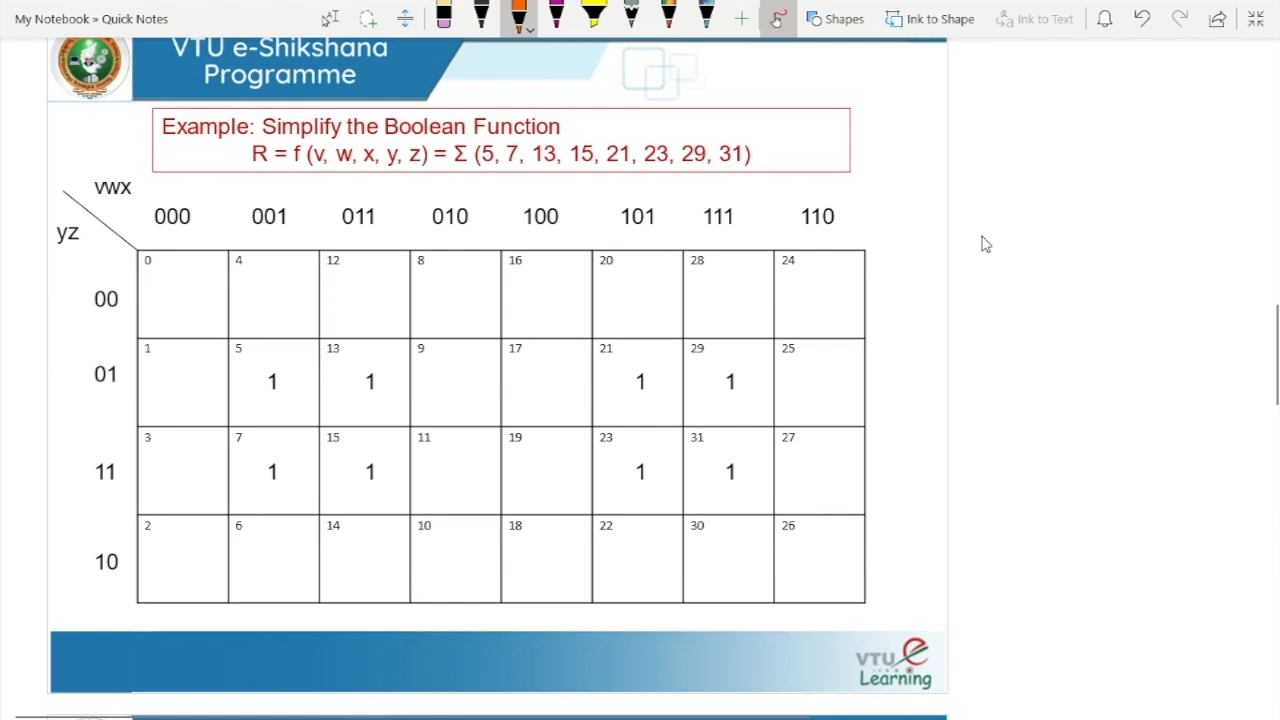 My Notebook » Quick Notes
Shapes
Ink to Shape
Ink to Text
VTU e-Shikshana
Programme
Example: Simplify the Boolean Function
R = f (v, w, x, y, z) = Σ (5, 7, 13, 15, 21, 23, 29, 31)
vwx
yz
000 001 011 010 100 101 111 110
0 4 12 8 16 20 28 24
00
1 5 13 9 17 21 29 25
01 1 1 1 1
3 7 15 11 19 23 31 27
11 1 1 1 1
2 6 14 10 18 22 30 26
10
VTU e
Learning